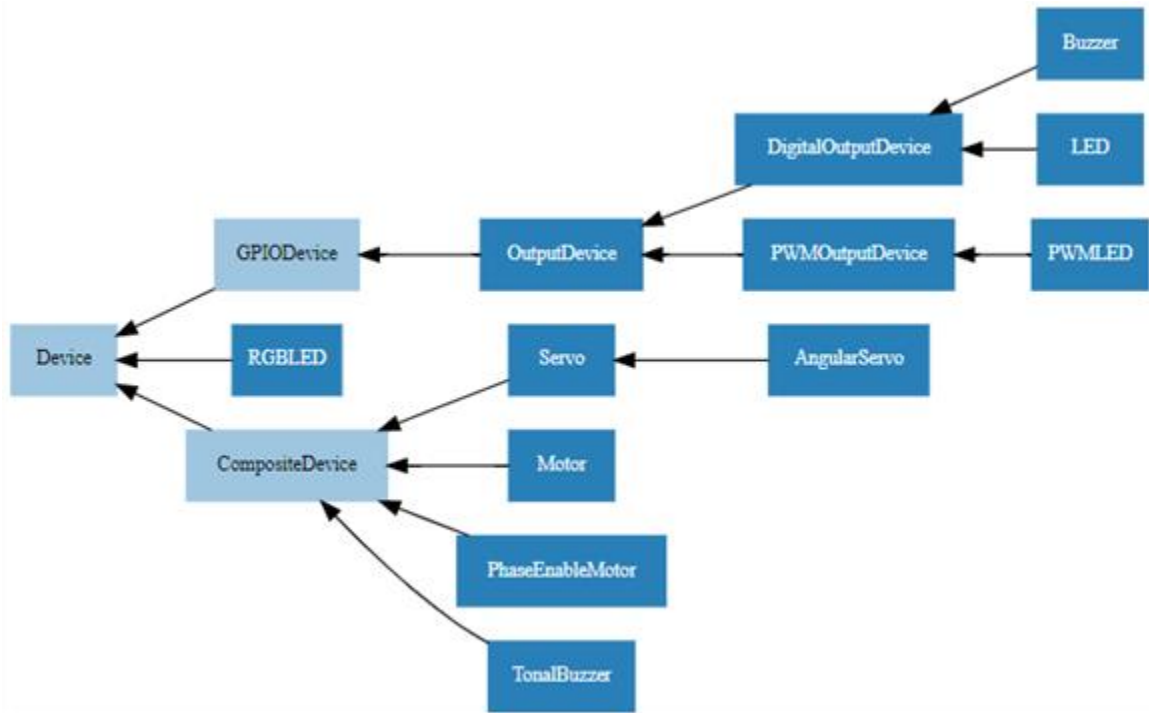 Buzzer
DigitalOutputDevice
LED
GPIODevice
OutputDevice
PWMOutputDevice
PWMLED
Device
RGBLED
Servo
AngularServo
CompositeDevice
Motor
PhaseEnableMotor
TonalBuzzer